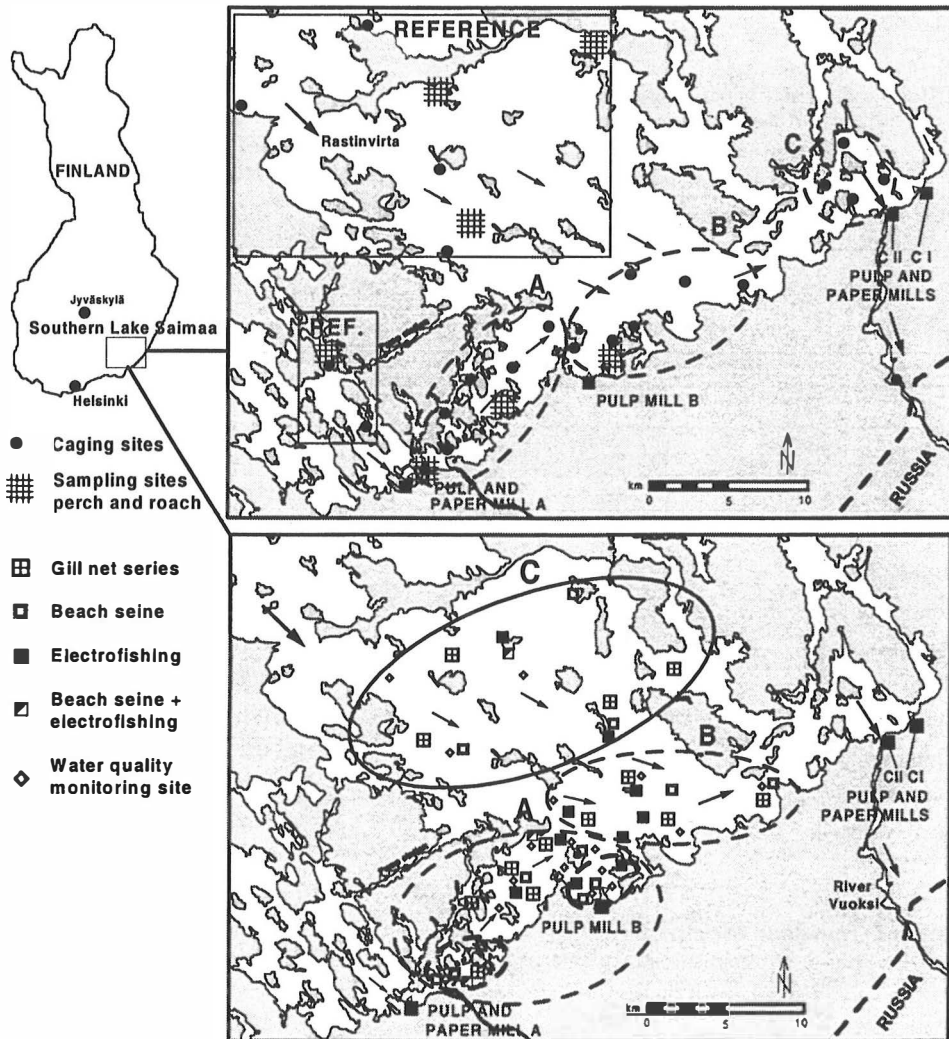 FINLAND
Jyväskylä
Southern Lake Saimaa
Helsinki
Caging sites
Sampling sites
perch and roach
Gill net series
Beach seine
Electrofishing
Beach seine +
electrofishing
Water quality
monitoring site
REFERENCE
Rastinvirta
C
B
A
REF.
C II C I
PULP AND
PAPER MILLS
PULP MILL B
PULP AND
PAPER MILL A
N
km
0 5 10
RUSSIA
C
B
A
CII CI
PULP AND
PAPER MILLS
River
Vuoksi
PULP MILL B
PULP AND
PAPER MILL A
N
km
0 5 10
RUSSIA